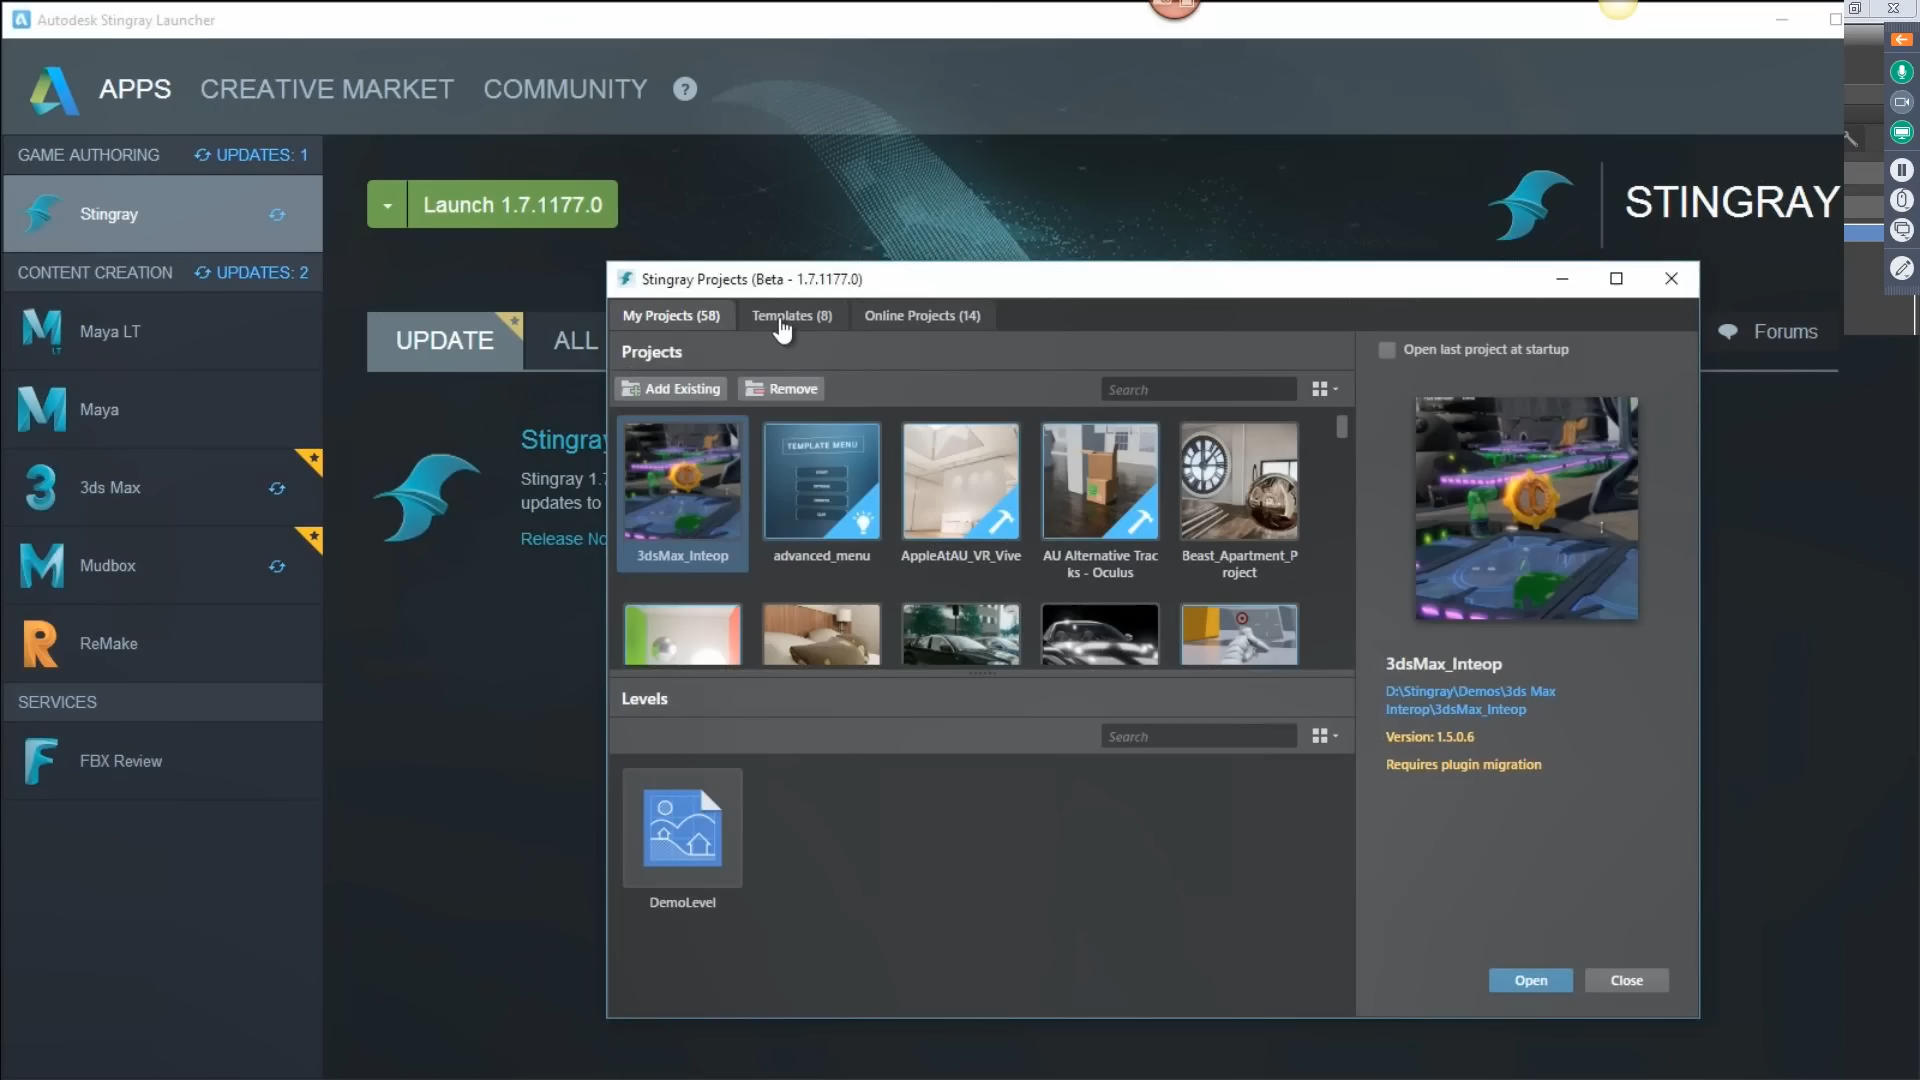 Autodesk Stingray Launcher
APPS
CREATIVE MARKET
COMMUNITY
?
GAME AUTHORING
UPDATES: 1
Stingray
CONTENT CREATION
UPDATES: 2
Maya LT
Maya
3ds Max
Mudbox
ReMake
SERVICES
FBX Review
Launch 1.7.1177.0
STINGRAY
UPDATE
ALL
Forums
Stingray
Stingray 1.7
updates to
Release No
Stingray Projects (Beta - 1.7.1177.0)
My Projects (58)
Templates (8)
Online Projects (14)
Projects
Add Existing
Remove
Search
TEMPLATE MENU
3dsMax_Inteop
advanced_menu
AppleAtAU_VR_Vive
AU Alternative Trac
ks - Oculus
Beast_Apartment_P
roject
Levels
Search
DemoLevel
Open last project at startup
3dsMax_Inteop
D:\Stingray\Demos\3ds Max
Interop\3dsMax_Inteop
Version: 1.5.0.6
Requires plugin migration
Open
Close